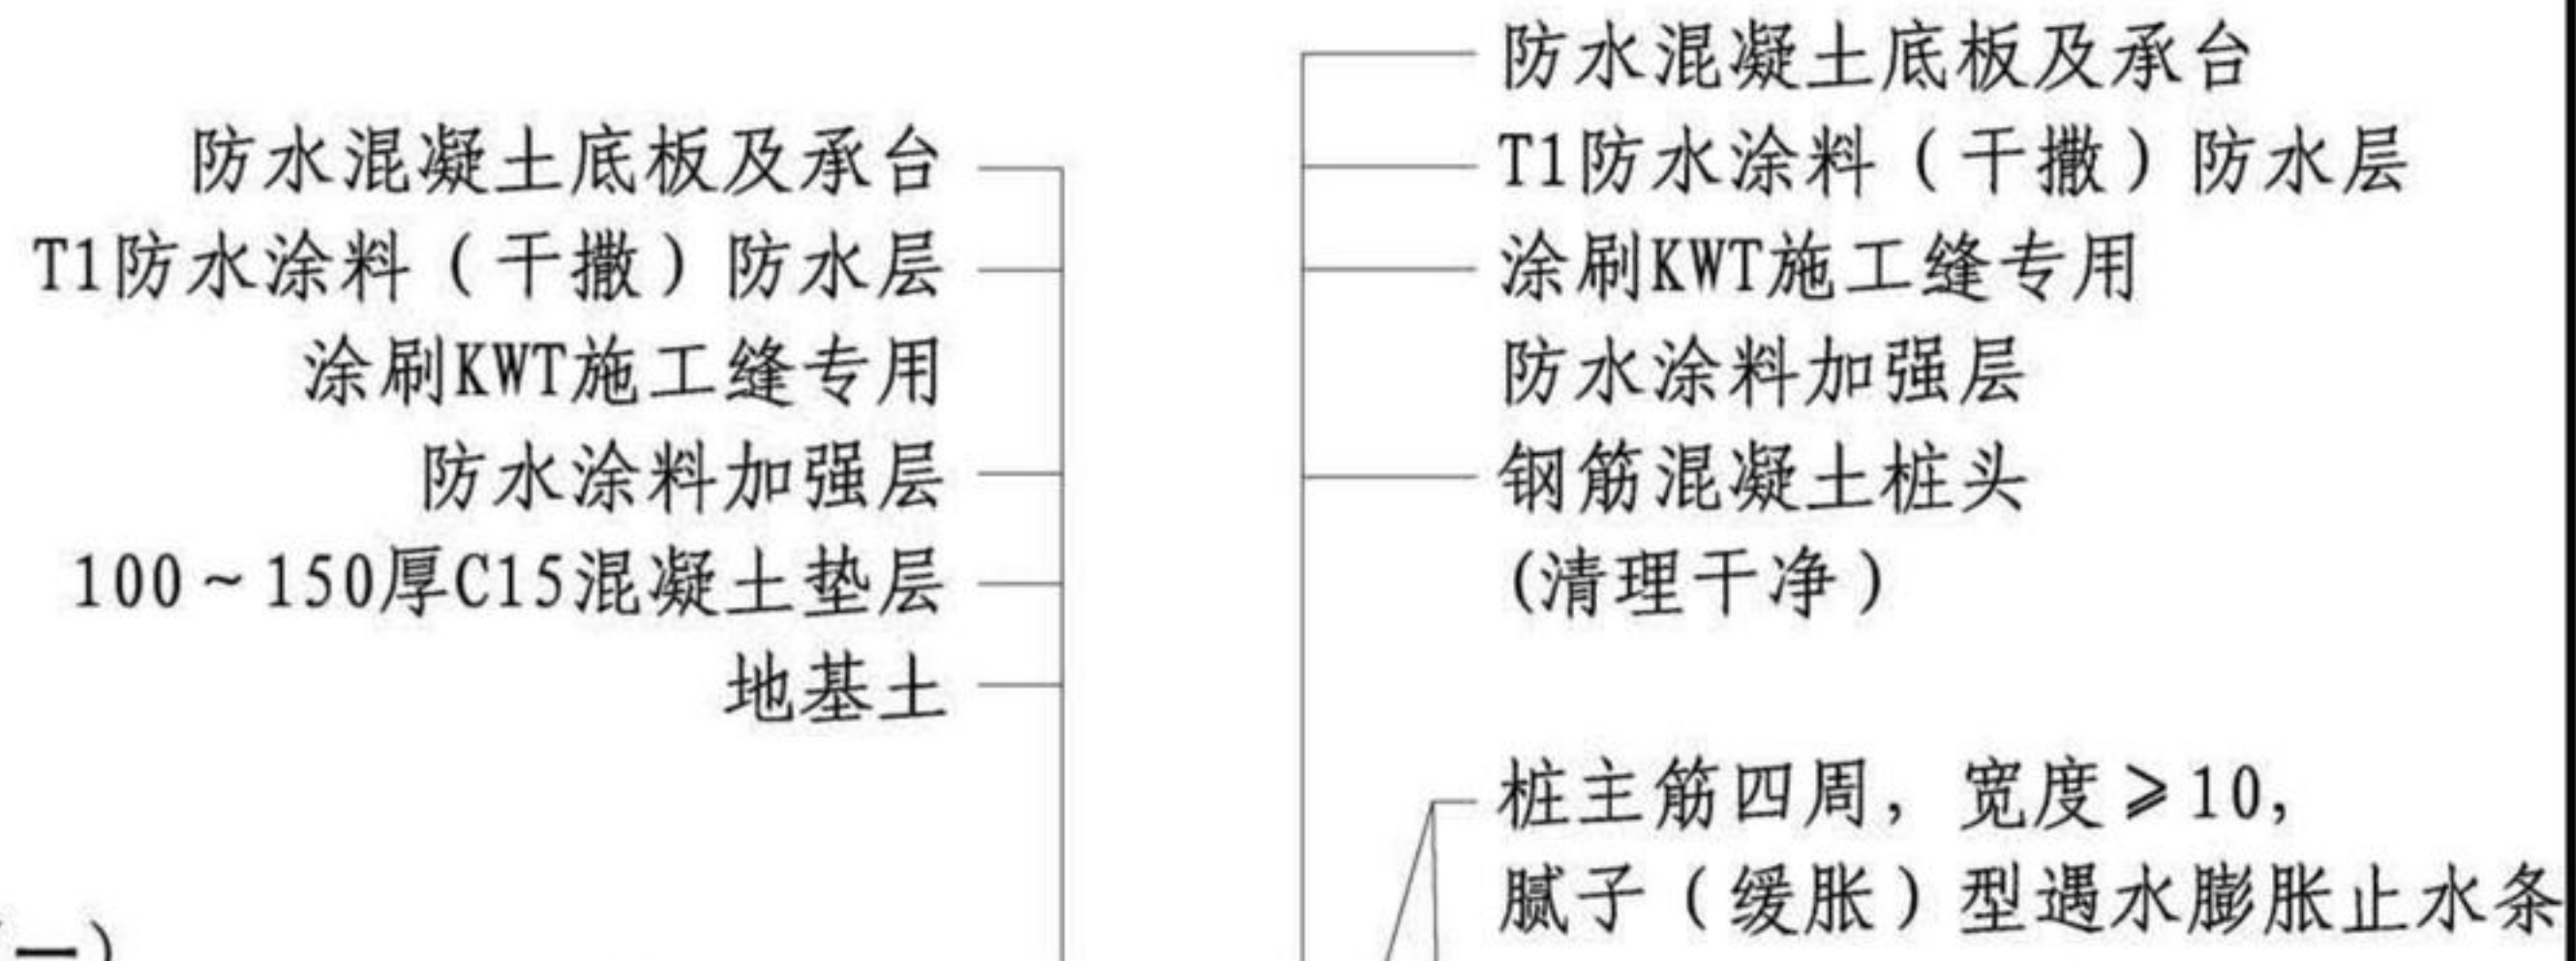 防水混凝土底板及承台
T1防水涂料（干撒）防水层
涂刷KWT施工缝专用
防水涂料加强层
100～150厚C15混凝土垫层
地基土
防水混凝土底板及承台
T1防水涂料（干撒）防水层
涂刷KWT施工缝专用
防水涂料加强层
钢筋混凝土桩头
(清理干净)
桩主筋四周，宽度≥10,
腻子（缓胀）型遇水膨胀止水条
(一)